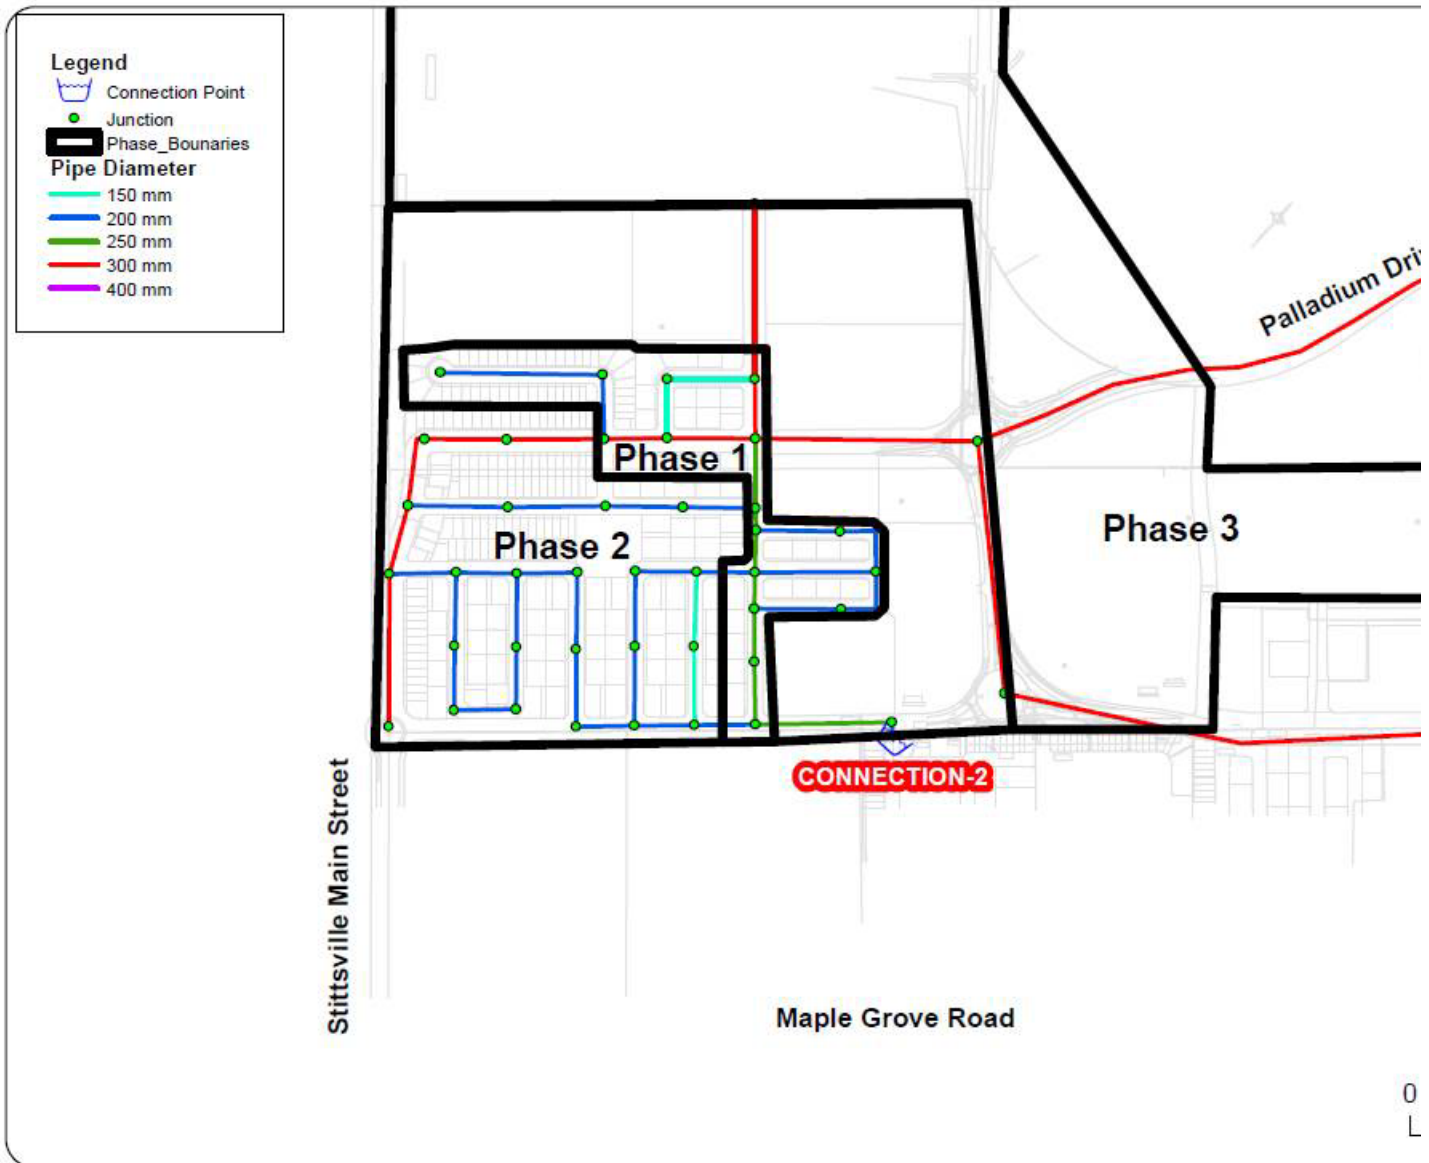 Legend
Connection Point
Junction
Phase_Bounaries
Pipe Diameter
150 mm
200 mm
250 mm
300 mm
400 mm
Palladium Dri
Phase 1
Phase 2
Phase 3
CONNECTION-2
Stittsville Main Street
Maple Grove Road
0